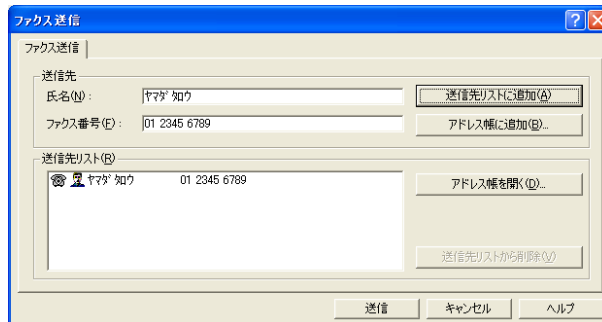 ファクス送信
ファクス送信
送信先
氏名(N): ﾔﾏﾀﾞ ﾀﾛｳ 送信先リストに追加(A)
ファクス番号(F): 01 2345 6789 アドレス帳に追加(B)...
送信先リスト(R)
ﾔﾏﾀﾞ ﾀﾛｳ 01 2345 6789 アドレス帳を開く(D)...
送信先リストから削除(V)
送信 キャンセル ヘルプ